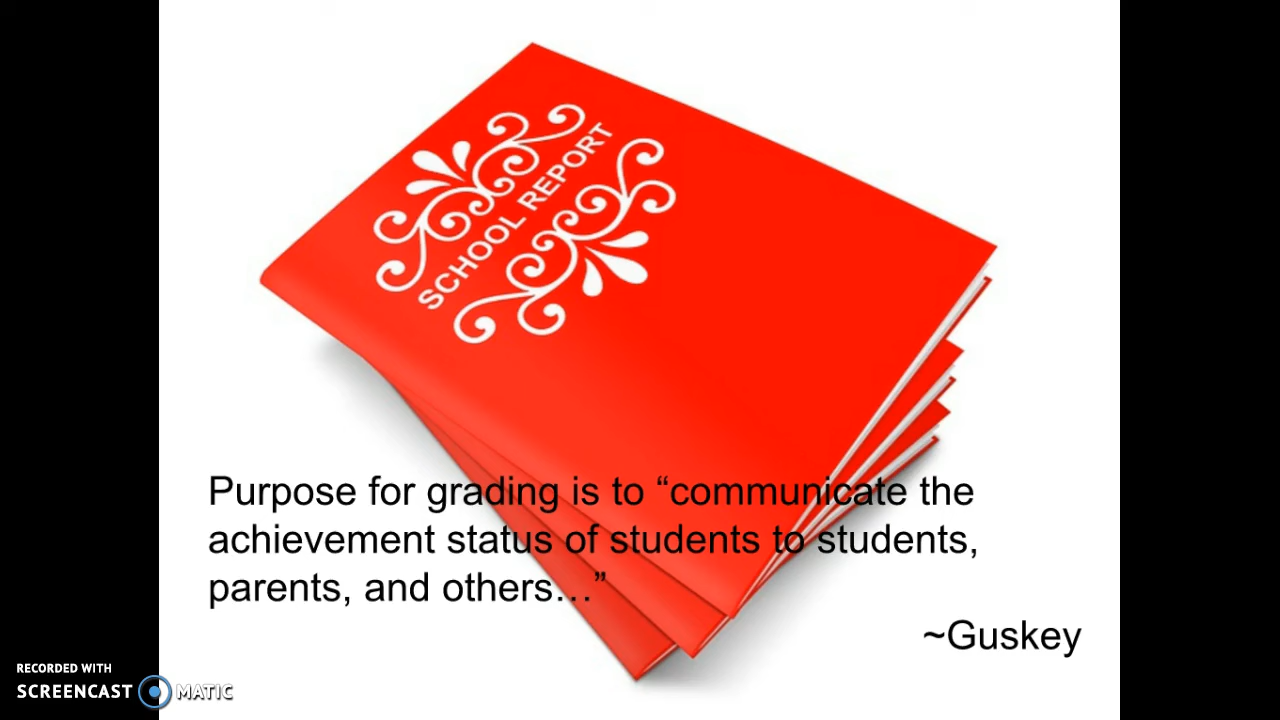 SCHOOL REPORT
Purpose for grading is to “communicate the
achievement status of students to students,
parents, and others…”
~Guskey
RECORDED WITH
SCREENCAST MATIC